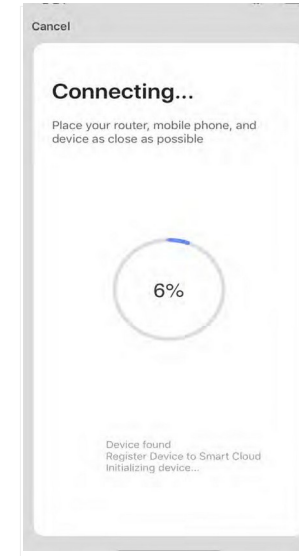 Cancel
Connecting...
Place your router, mobile phone, and
device as close as possible
6%
Device found
Register Device to Smart Cloud
Initializing device...